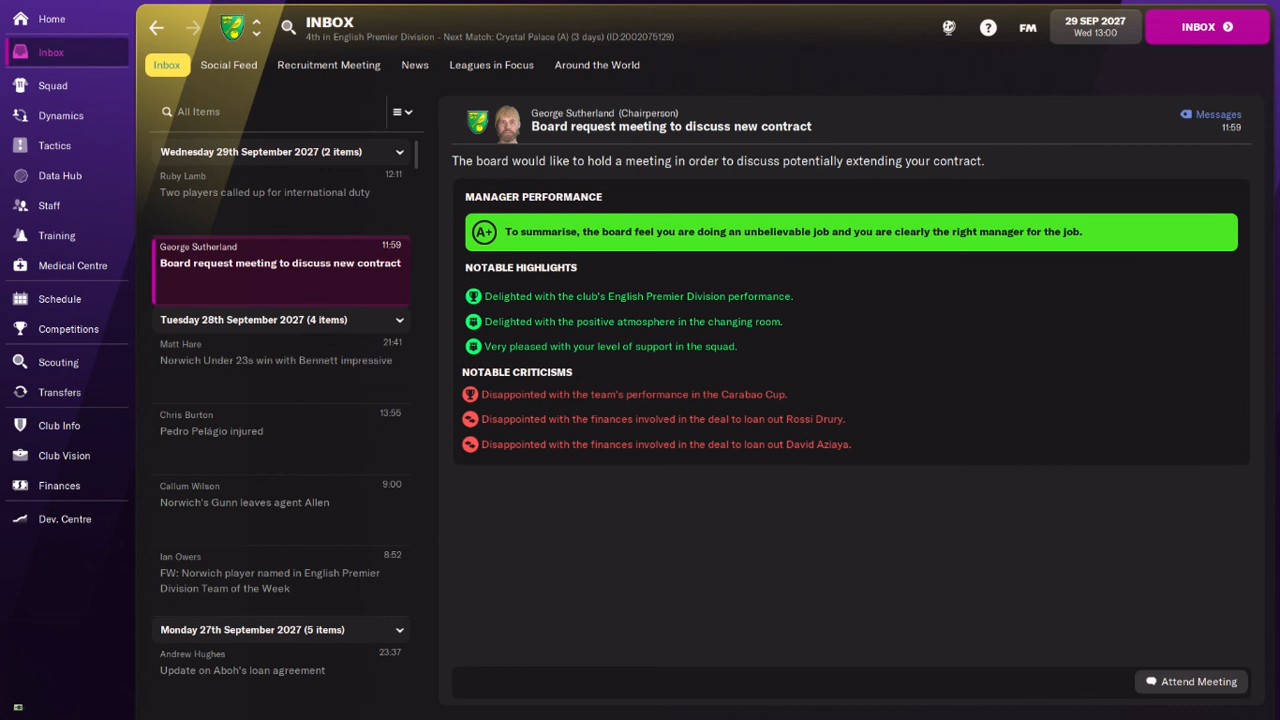 Home
Inbox
Squad
Dynamics
Tactics
Data Hub
Staff
Training
Medical Centre
Schedule
Competitions
Scouting
Transfers
Club Info
Club Vision
Finances
Dev. Centre
INBOX
4th in English Premier Division - Next Match: Crystal Palace (A) (3 days) (ID:2002075129)
?
FM
29 SEP 2027
Wed 13:00
INBOX
Inbox
Social Feed
Recruitment Meeting
News
Leagues in Focus
Around the World
All Items
Wednesday 29th September 2027 (2 items)
Ruby Lamb 12:11
Two players called up for international duty
George Sutherland 11:59
Board request meeting to discuss new contract
Tuesday 28th September 2027 (4 items)
Matt Hare 21:41
Norwich Under 23s win with Bennett impressive
Chris Burton 13:55
Pedro Pelágio injured
Callum Wilson 9:00
Norwich's Gunn leaves agent Allen
Ian Owers 8:52
FW: Norwich player named in English Premier
Division Team of the Week
Monday 27th September 2027 (5 items)
Andrew Hughes 23:37
Update on Aboh's loan agreement
George Sutherland (Chairperson)
Board request meeting to discuss new contract
Messages
11:59
The board would like to hold a meeting in order to discuss potentially extending your contract.
MANAGER PERFORMANCE
A+ To summarise, the board feel you are doing an unbelievable job and you are clearly the right manager for the job.
NOTABLE HIGHLIGHTS
Delighted with the club's English Premier Division performance.
Delighted with the positive atmosphere in the changing room.
Very pleased with your level of support in the squad.
NOTABLE CRITICISMS
Disappointed with the team's performance in the Carabao Cup.
Disappointed with the finances involved in the deal to loan out Rossi Drury.
Disappointed with the finances involved in the deal to loan out David Aziaya.
Attend Meeting